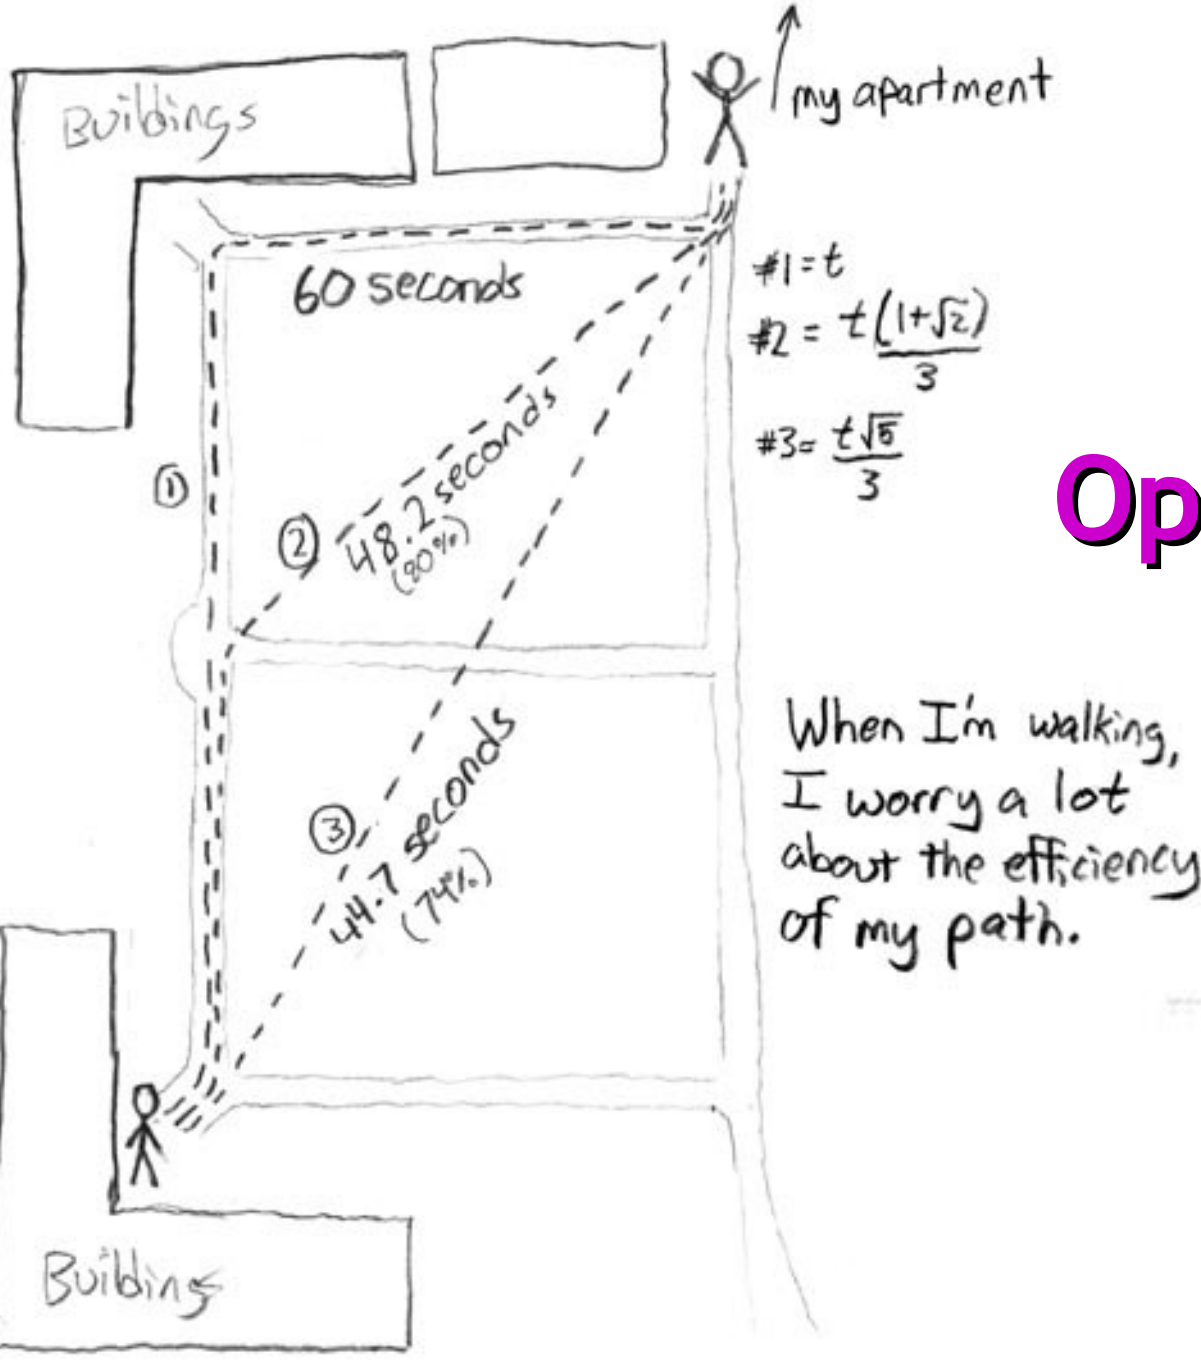 Buildings
my apartment
60 seconds
#1 = t
#2 = t(1+√2)/3
#3 = t√5/3
①
②
48.2 seconds
(80%)
Op
③
44.7 seconds
(74%)
When I'm walking,
I worry a lot
about the efficiency
of my path.
Buildings